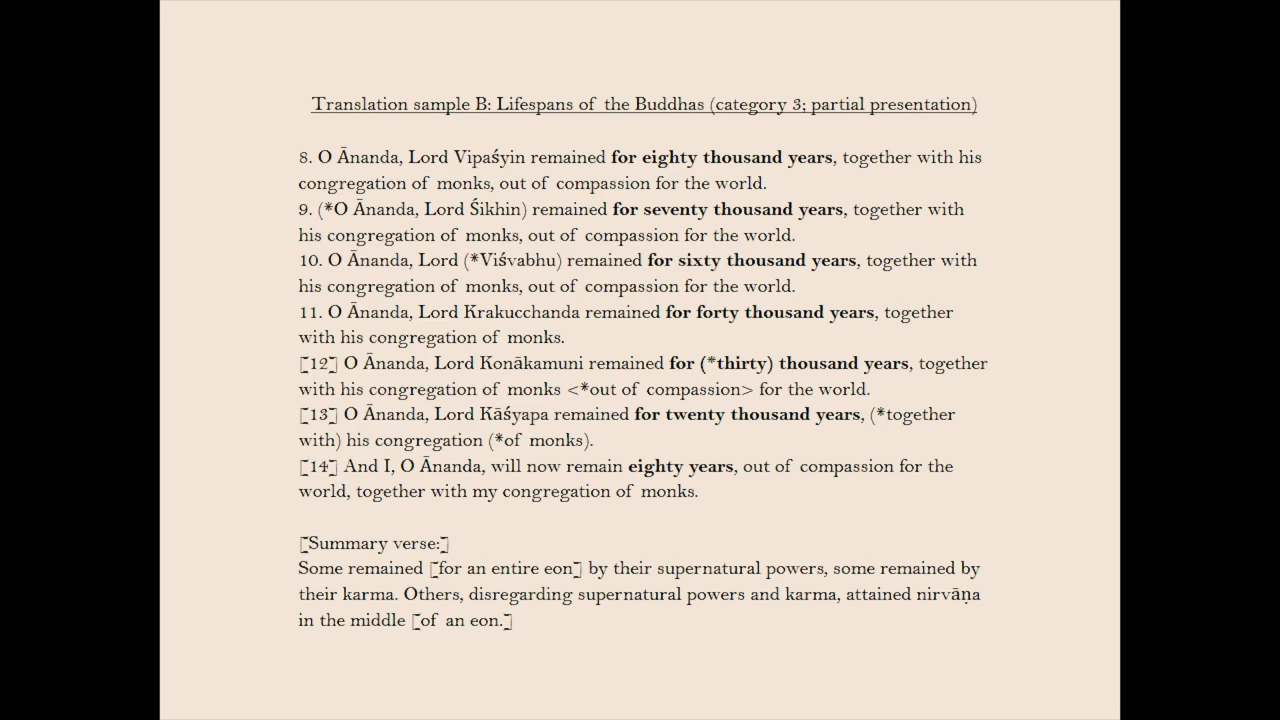 Translation sample B: Lifespans of the Buddhas (category 3; partial presentation)
8. O Ānanda, Lord Vipaśyin remained for eighty thousand years, together with his
congregation of monks, out of compassion for the world.
9. (*O Ānanda, Lord Śikhin) remained for seventy thousand years, together with
his congregation of monks, out of compassion for the world.
10. O Ānanda, Lord (*Viśvabhu) remained for sixty thousand years, together with
his congregation of monks, out of compassion for the world.
11. O Ānanda, Lord Krakucchanda remained for forty thousand years, together
with his congregation of monks.
[12] O Ānanda, Lord Konākamuni remained for (*thirty) thousand years, together
with his congregation of monks <*out of compassion> for the world.
[13] O Ānanda, Lord Kāśyapa remained for twenty thousand years, (*together
with) his congregation (*of monks).
[14] And I, O Ānanda, will now remain eighty years, out of compassion for the
world, together with my congregation of monks.
[Summary verse:]
Some remained [for an entire eon] by their supernatural powers, some remained by
their karma. Others, disregarding supernatural powers and karma, attained nirvāṇa
in the middle [of an eon.]